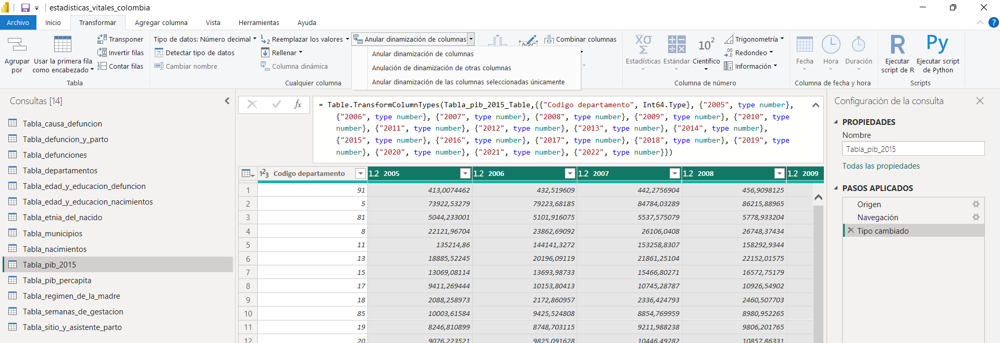 estadisticas_vitales_colombia
Archivo Inicio Transformar Agregar columna Vista Herramientas Ayuda ?
Agrupar por
Usar la primera fila como encabezado
Transponer
Invertir filas
Contar filas
Tabla
Tipo de datos: Número decimal
Detectar tipo de datos
Cambiar nombre
Reemplazar los valores
Rellenar
Columna dinámica
Anular dinamización de columnas
Cualquier columna
Anular dinamización de columnas
Anulación de dinamización de otras columnas
Anular dinamización de las columnas seleccionadas únicamente
Combinar columnas
Estadísticas
Estándar
Científico
Trigonometría
Redondeo
Información
Columna de número
Fecha
Hora
Duración
Columna de fecha y hora
R
Ejecutar script de R
Py
Ejecutar script de Python
Scripts
Consultas [14]
Tabla_causa_defuncion
Tabla_defuncion_y_parto
Tabla_defunciones
Tabla_departamentos
Tabla_edad_y_educacion_defuncion
Tabla_edad_y_educacion_nacimientos
Tabla_etnia_del_nacido
Tabla_municipios
Tabla_nacimientos
Tabla_pib_2015
Tabla_pib_percapita
Tabla_regimen_de_la_madre
Tabla_semanas_de_gestacion
Tabla_sitio_y_asistente_parto
fx
= Table.TransformColumnTypes(Tabla_pib_2015_Table,{{"Codigo departamento", Int64.Type}, {"2005", type number},
{"2006", type number}, {"2007", type number}, {"2008", type number}, {"2009", type number}, {"2010", type
number}, {"2011", type number}, {"2012", type number}, {"2013", type number}, {"2014", type number},
{"2015", type number}, {"2016", type number}, {"2017", type number}, {"2018", type number}, {"2019", type
number}, {"2020", type number}, {"2021", type number}, {"2022", type number}})
123 Codigo departamento 1.2 2005 1.2 2006 1.2 2007 1.2 2008 1.2 2009
1 91 413,0074462 432,519609 442,2756904 456,9098125
2 5 73922,53279 79223,68185 84784,03289 86215,88965
3 81 5044,233001 5101,916075 5537,575079 5778,933204
4 8 22121,96704 23862,69092 26106,0408 26748,37434
5 11 135214,86 144141,3272 153258,8307 158292,9344
6 13 18885,52245 20196,09119 21861,25104 22152,01575
7 15 13069,08114 13693,98733 15466,80271 16572,75179
8 17 9411,269444 10153,80413 10745,28787 10926,54902
9 18 2088,258973 2172,860957 2336,424793 2460,507703
10 85 10003,61584 9425,524808 8854,769959 8980,952265
11 19 8246,810899 8748,703115 9211,988238 9806,201765
12 20 9076,223521 9825,091628 10446,49282 10857,86331
Configuración de la consulta
PROPIEDADES
Nombre
Tabla_pib_2015
Todas las propiedades
PASOS APLICADOS
Origen
Navegación
Tipo cambiado